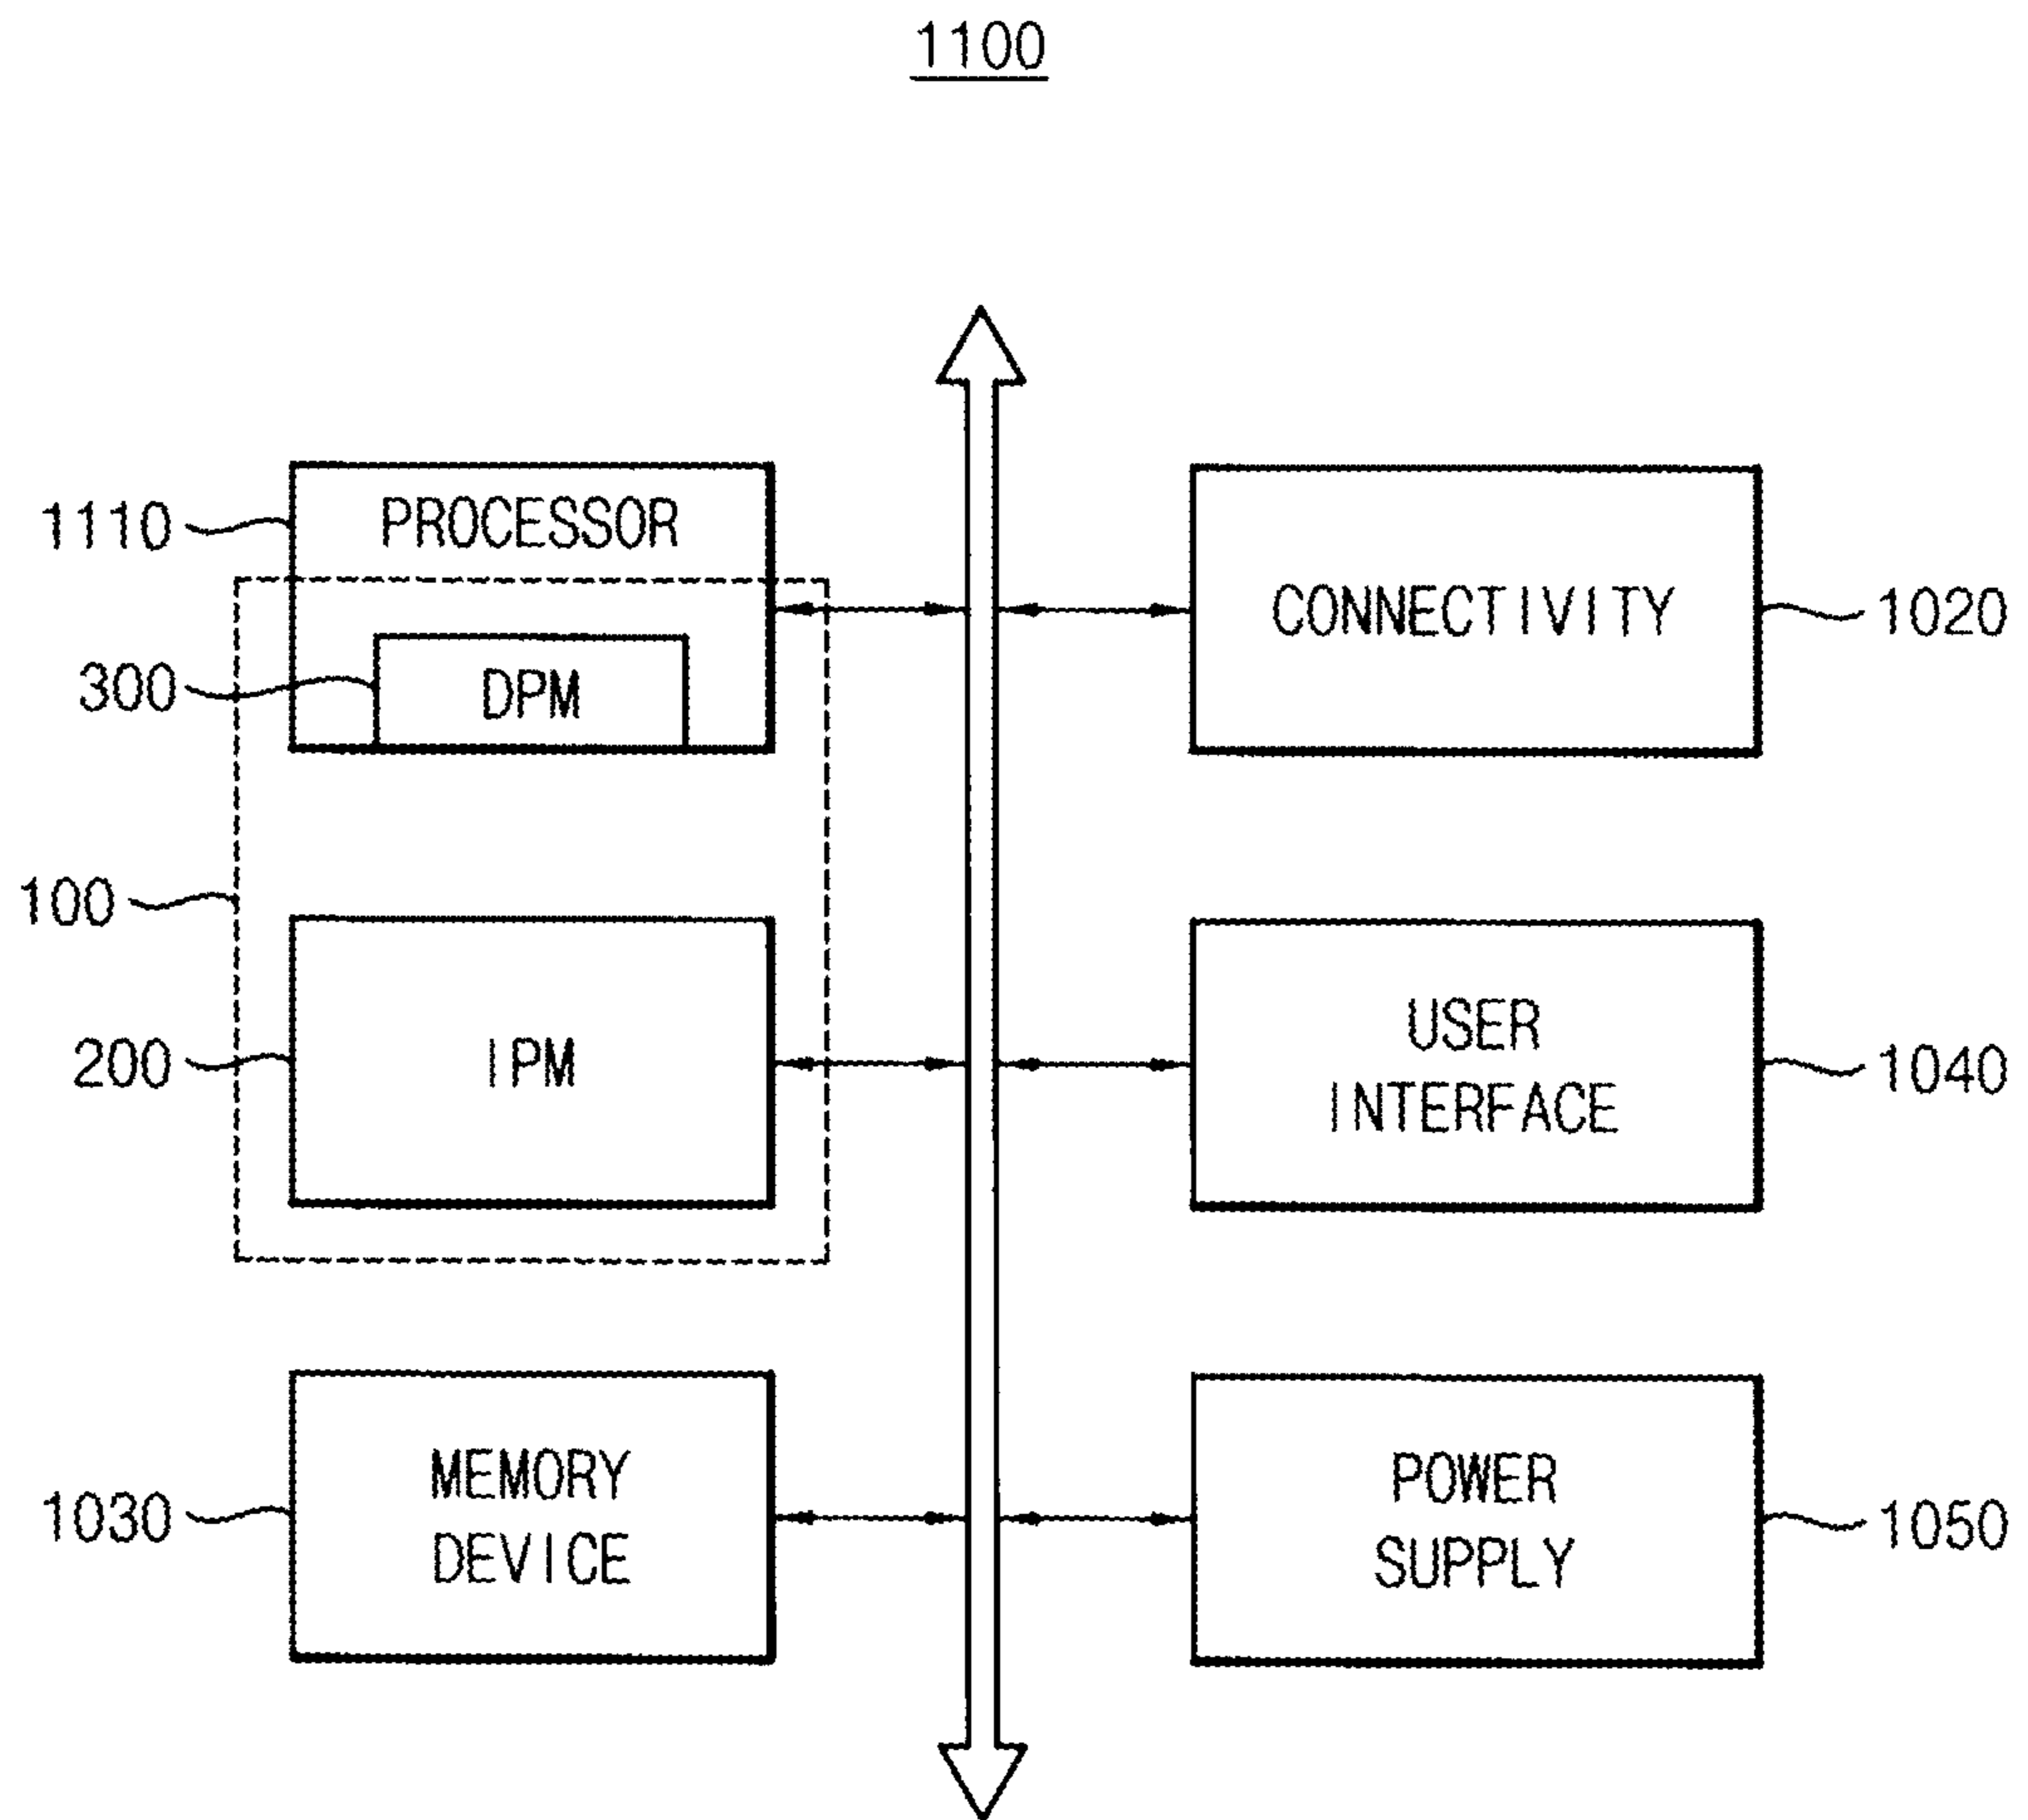 1100
1110
PROCESSOR
300
DPM
100
200
IPM
1030
MEMORY
DEVICE
CONNECTIVITY
1020
USER
INTERFACE
1040
POWER
SUPPLY
1050